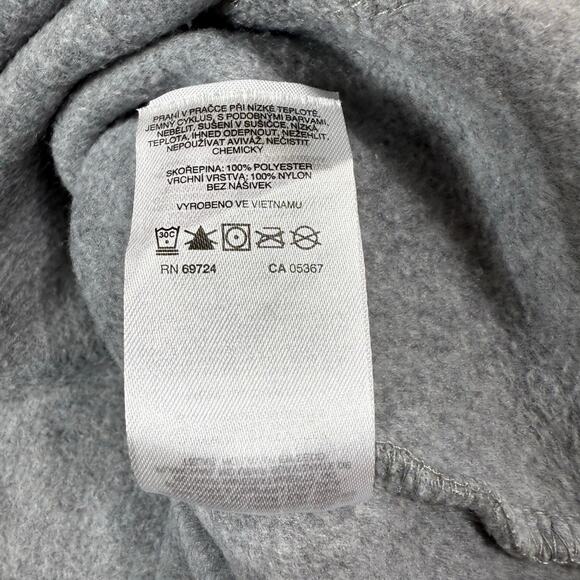 PRANÍ V PRAČCE PŘI NÍZKÉ TEPLOTĚ,
JEMNÝ CYKLUS, S PODOBNÝMI BARVAMI,
NEBĚLIT, SUŠENÍ V SUŠIČCE, NÍZKÁ
TEPLOTA, IHNED ODEPNOUT, NEŽEHLIT,
NEPOUŽÍVAT AVIVÁŽ, NEČISTIT
CHEMICKY
SKOŘEPINA: 100% POLYESTER
VRCHNÍ VRSTVA: 100% NYLON
BEZ NÁŠIVEK
VYROBENO VE VIETNAMU
30C
RN 69724 CA 05367